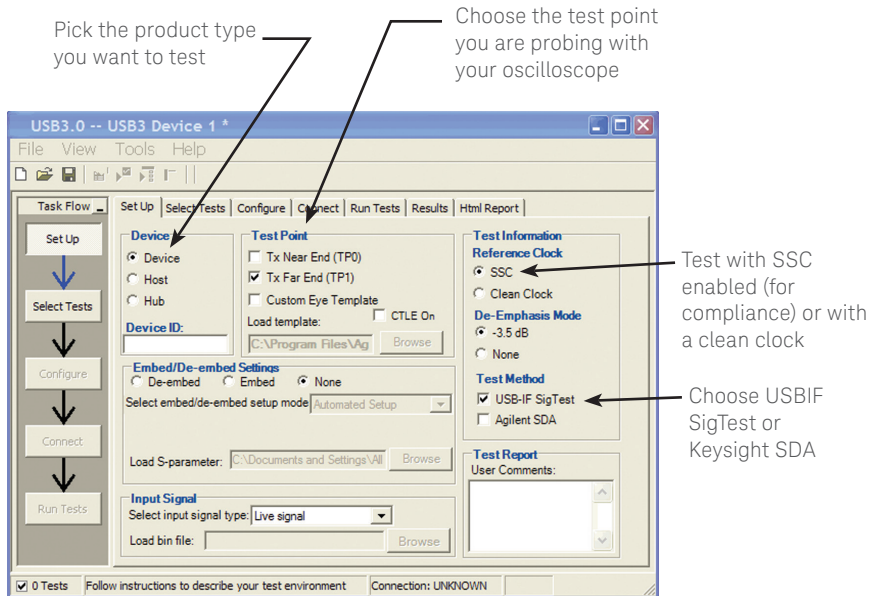 Pick the product type
you want to test
Choose the test point
you are probing with
your oscilloscope
USB3.0 -- USB3 Device 1 *
File View Tools Help
Task Flow
Set Up
Select Tests
Configure
Connect
Run Tests
Set Up Select Tests Configure Connect Run Tests Results Html Report
Device
Device
Host
Hub
Device ID:
Test Point
Tx Near End (TP0)
Tx Far End (TP1)
Custom Eye Template
CTLE On
Load template:
C:\Program Files\Ag Browse
Embed/De-embed Settings
De-embed Embed None
Select embed/de-embed setup mode Automated Setup
Load S-parameter: C:\Documents and Settings\All Browse
Input Signal
Select input signal type: Live signal
Load bin file: Browse
Test Information
Reference Clock
SSC
Clean Clock
De-Emphasis Mode
-3.5 dB
None
Test Method
USB-IF SigTest
Agilent SDA
Test Report
User Comments:
0 Tests Follow instructions to describe your test environment Connection: UNKNOWN
Test with SSC
enabled (for
compliance) or with
a clean clock
Choose USBIF
SigTest or
Keysight SDA